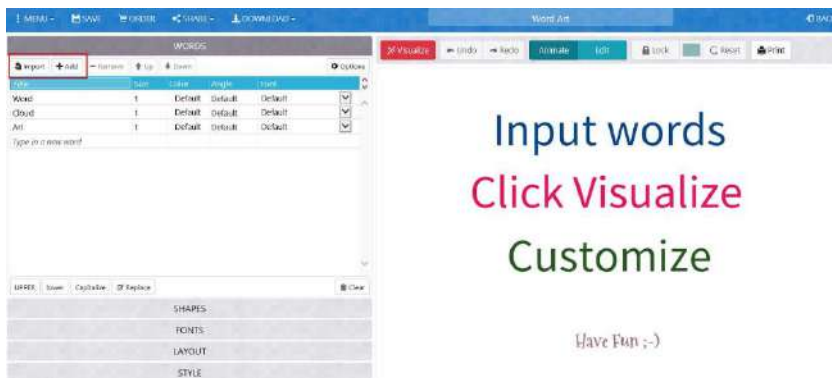 MENU SAVE ORDER SHARE DOWNLOAD Word Art
WORDS
Import Add Remove Up Down Options
Size Color Angle Font
Word 1 Default Default Default
Cloud 1 Default Default Default
Art 1 Default Default Default
Type in a new word
UPPER lower Capitalize Replace Clear
SHAPES
FONTS
LAYOUT
STYLE
Visualize Undo Redo Animate Edit Lock Reset Print
Input words
Click Visualize
Customize
Have Fun ;-)